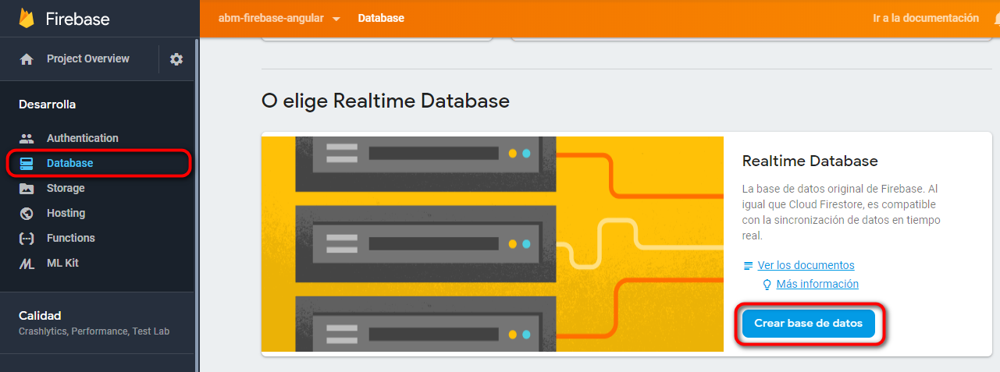 Firebase
abm-firebase-angular
Database
Ir a la documentación
Project Overview
Desarrolla
Authentication
Database
Storage
Hosting
Functions
ML Kit
Calidad
Crashlytics, Performance, Test Lab
O elige Realtime Database
Realtime Database
La base de datos original de Firebase. Al
igual que Cloud Firestore, es compatible
con la sincronización de datos en tiempo
real.
Ver los documentos
Más información
Crear base de datos